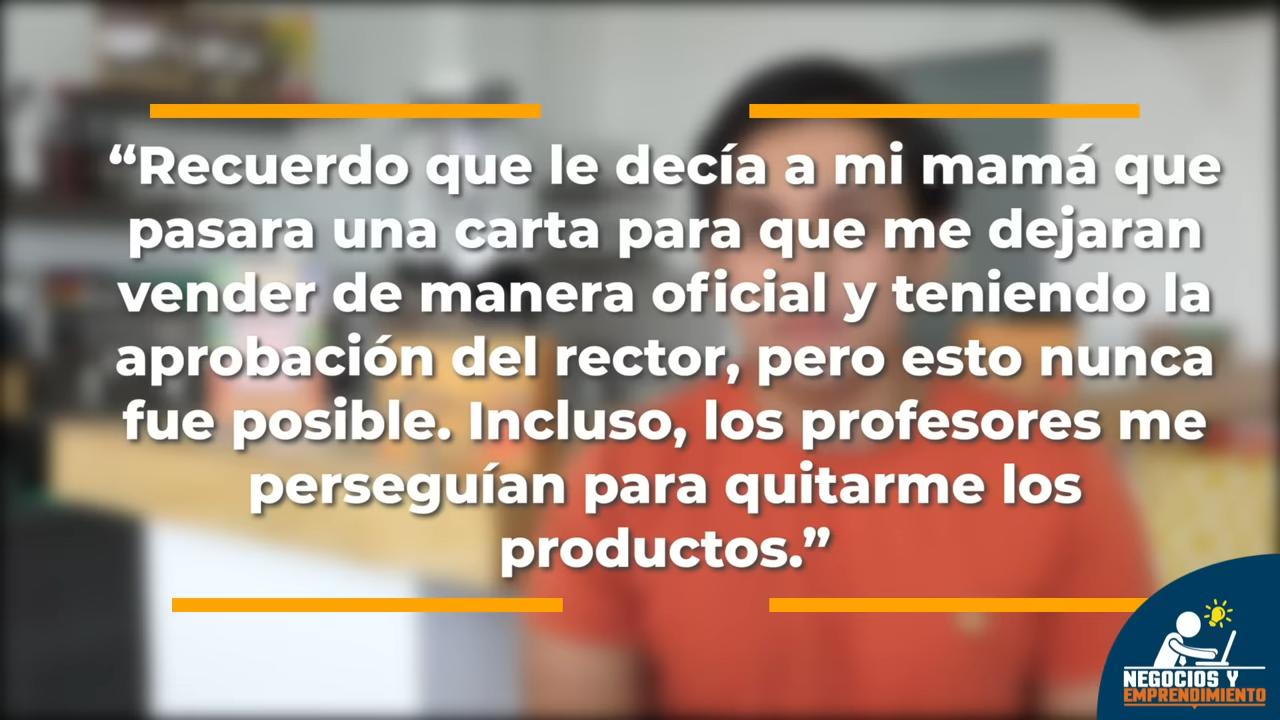 “Recuerdo que le decía a mi mamá que
pasara una carta para que me dejaran
vender de manera oficial y teniendo la
aprobación del rector, pero esto nunca
fue posible. Incluso, los profesores me
perseguían para quitarme los
productos.”
NEGOCIOS Y
EMPRENDIMIENTO